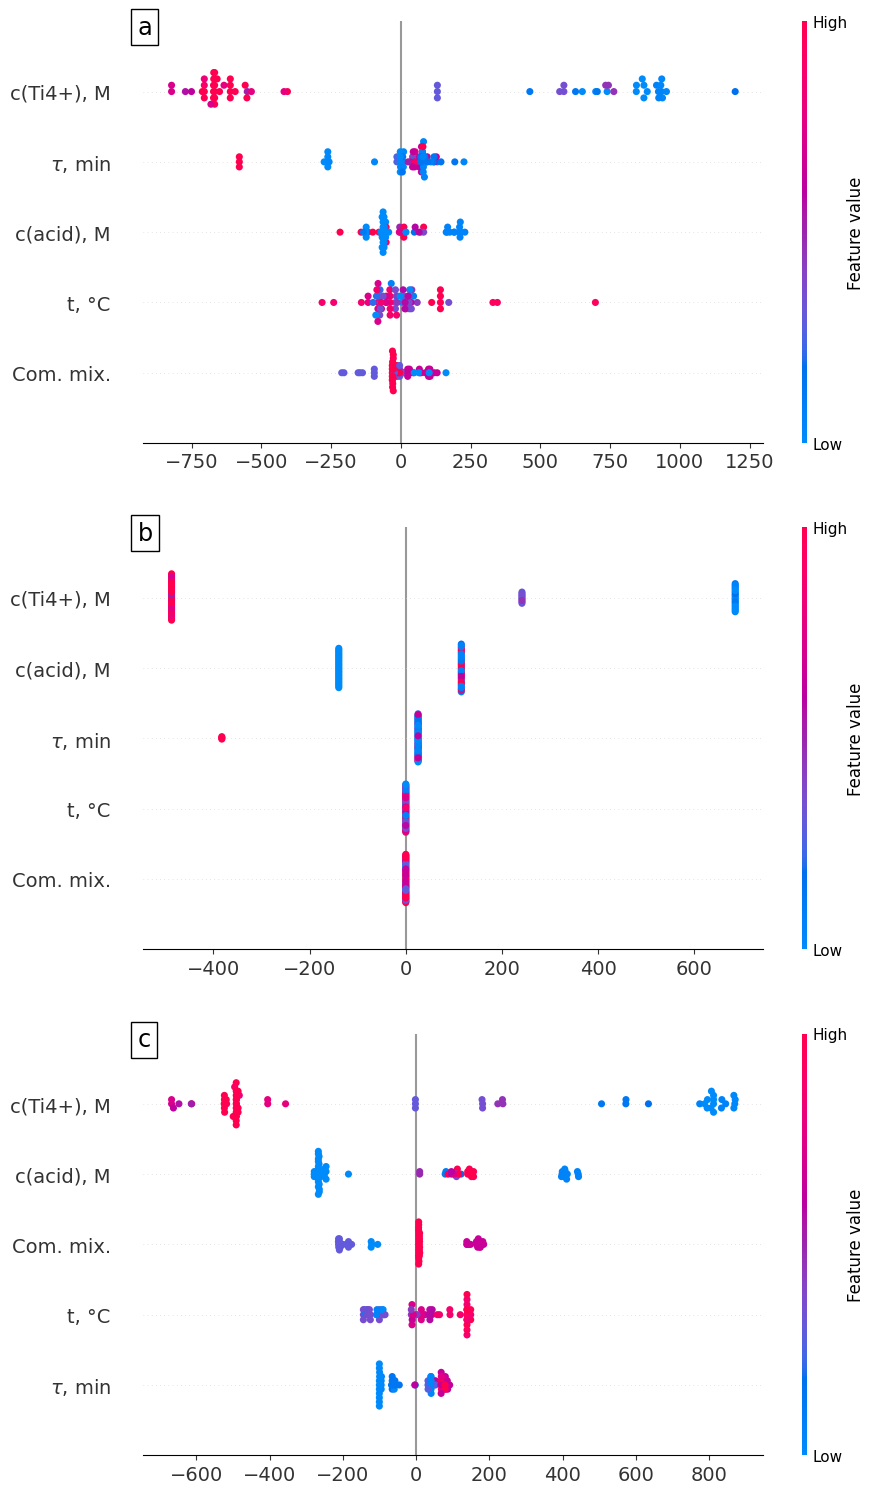 a
High
c(Ti4+), M
τ, min
c(acid), M
t, °C
Com. mix.
Feature value
Low
−750 −500 −250 0 250 500 750 1000 1250
b
High
c(Ti4+), M
c(acid), M
τ, min
t, °C
Com. mix.
Feature value
Low
−400 −200 0 200 400 600
c
High
c(Ti4+), M
c(acid), M
Com. mix.
t, °C
τ, min
Feature value
Low
−600 −400 −200 0 200 400 600 800